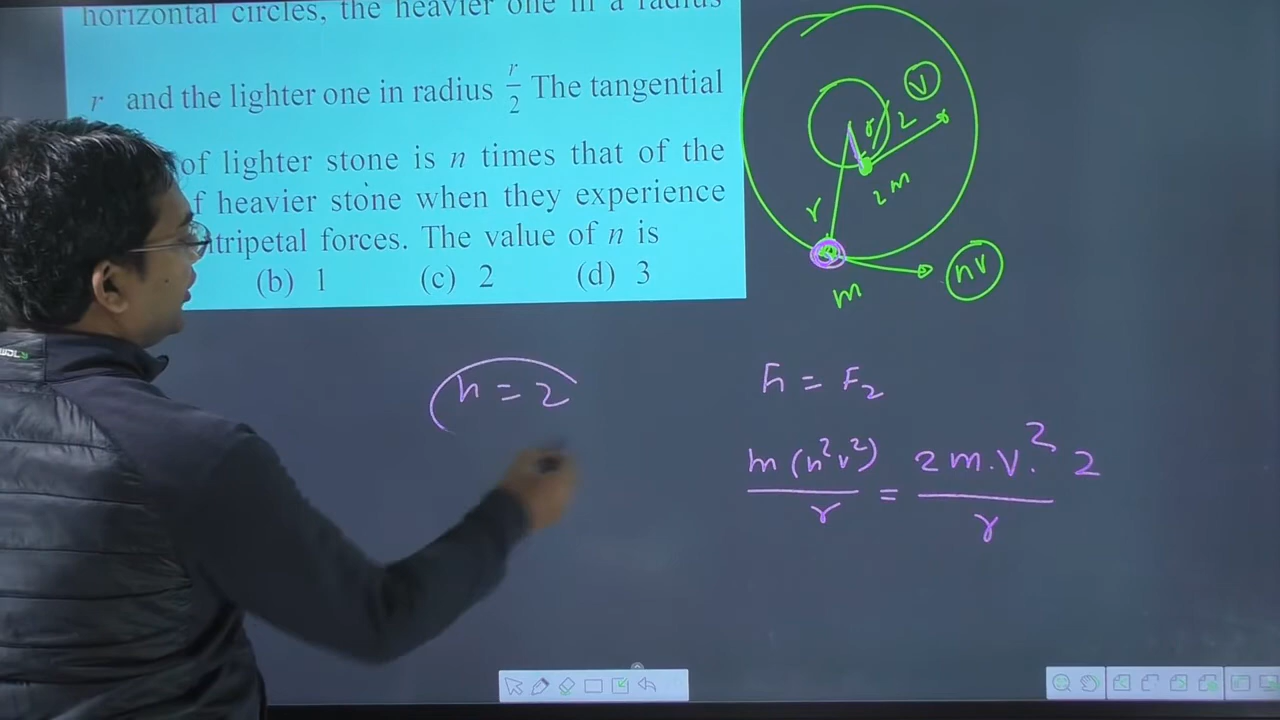 horizontal circles, the heavier one in a radius
r and the lighter one in radius r/2 The tangential
of lighter stone is n times that of the
f heavier stone when they experience
tripetal forces. The value of n is
(b) 1 (c) 2 (d) 3
V
r/2
2m
r
m
nv
n = 2
F₁ = F₂
m(n²v²)/r = 2m.v.² 2/r